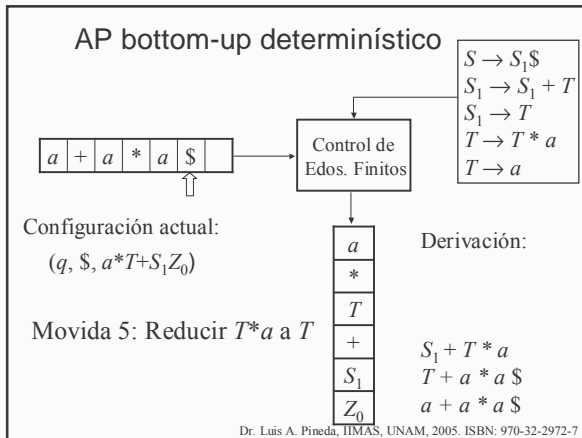 AP bottom-up determinístico
S → S₁$
S₁ → S₁ + T
S₁ → T
T → T * a
T → a
a + a * a $
Control de
Edos. Finitos
Configuración actual:
(q, $, a*T+S₁Z₀)
Movida 5: Reducir T*a a T
a
*
T
+
S₁
Z₀
Derivación:
S₁ + T * a
T + a * a $
a + a * a $
Dr. Luis A. Pineda, IIMAS, UNAM, 2005. ISBN: 970-32-2972-7